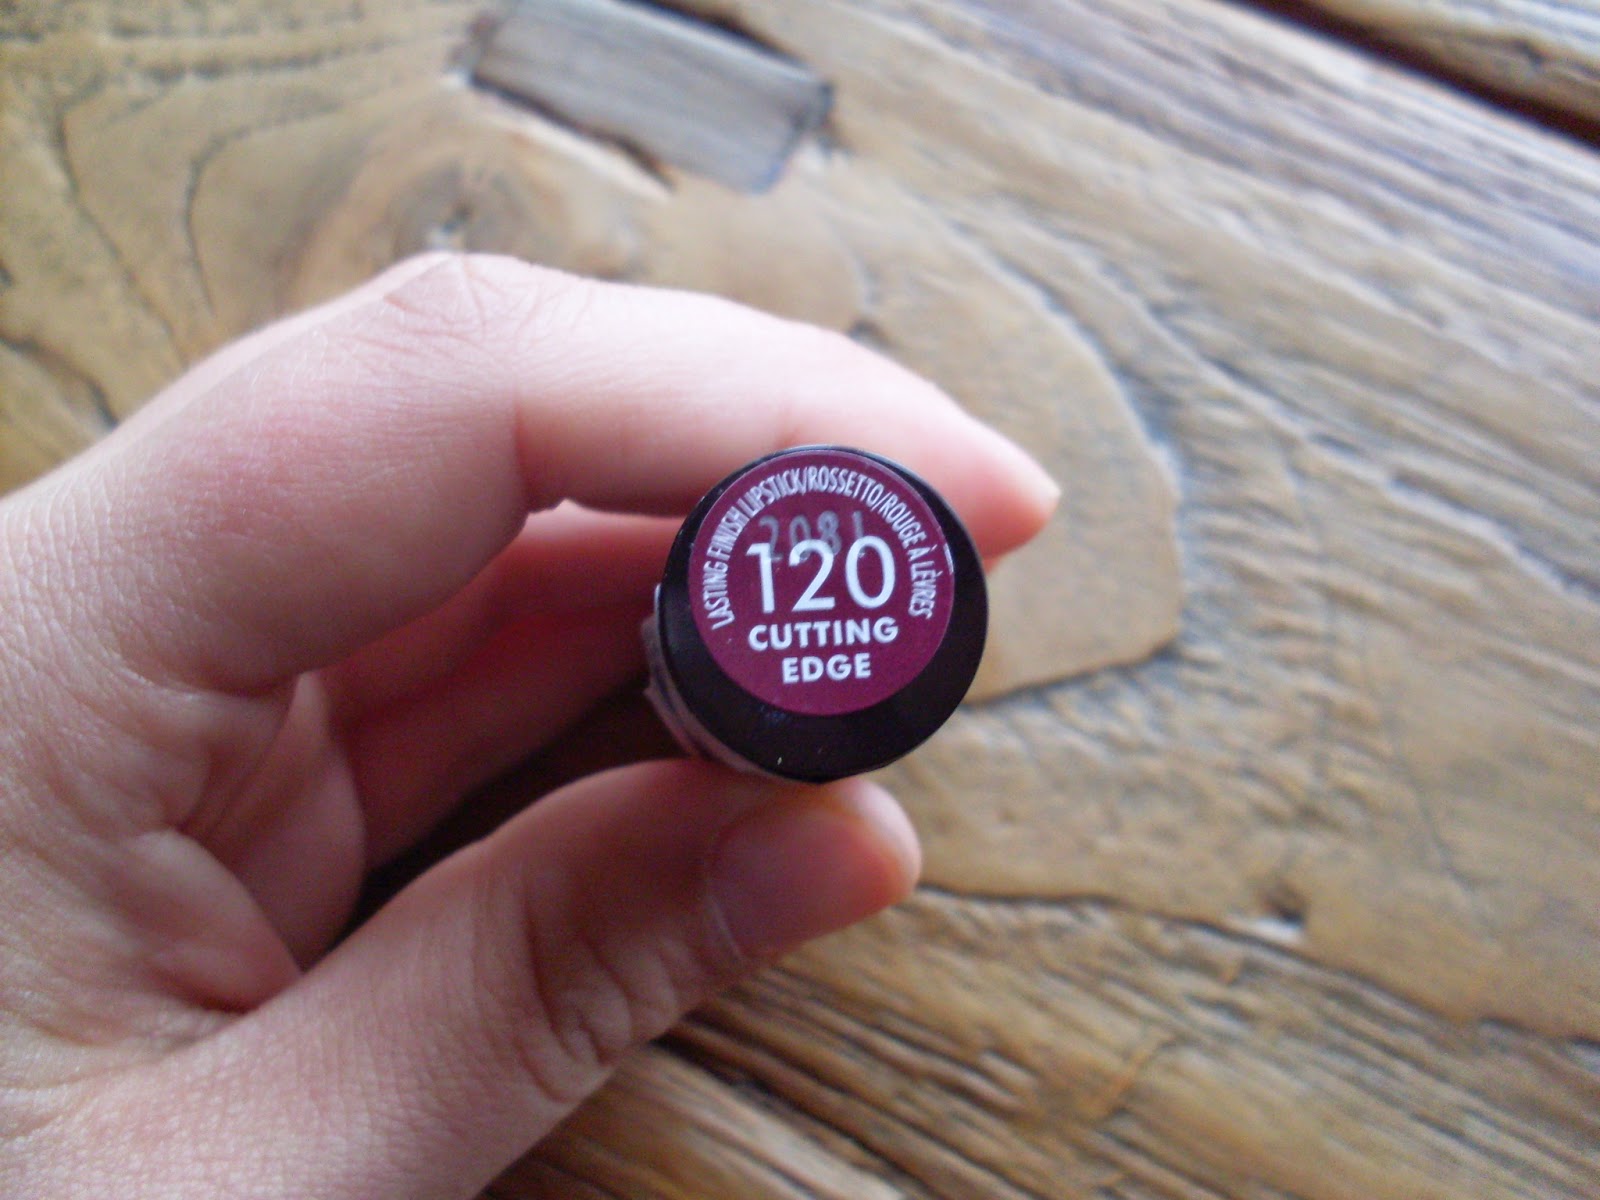 LASTING FINISH LIPSTICK/ROSSETTO/ROUGE À LÈVRES
2081
120
CUTTING
EDGE